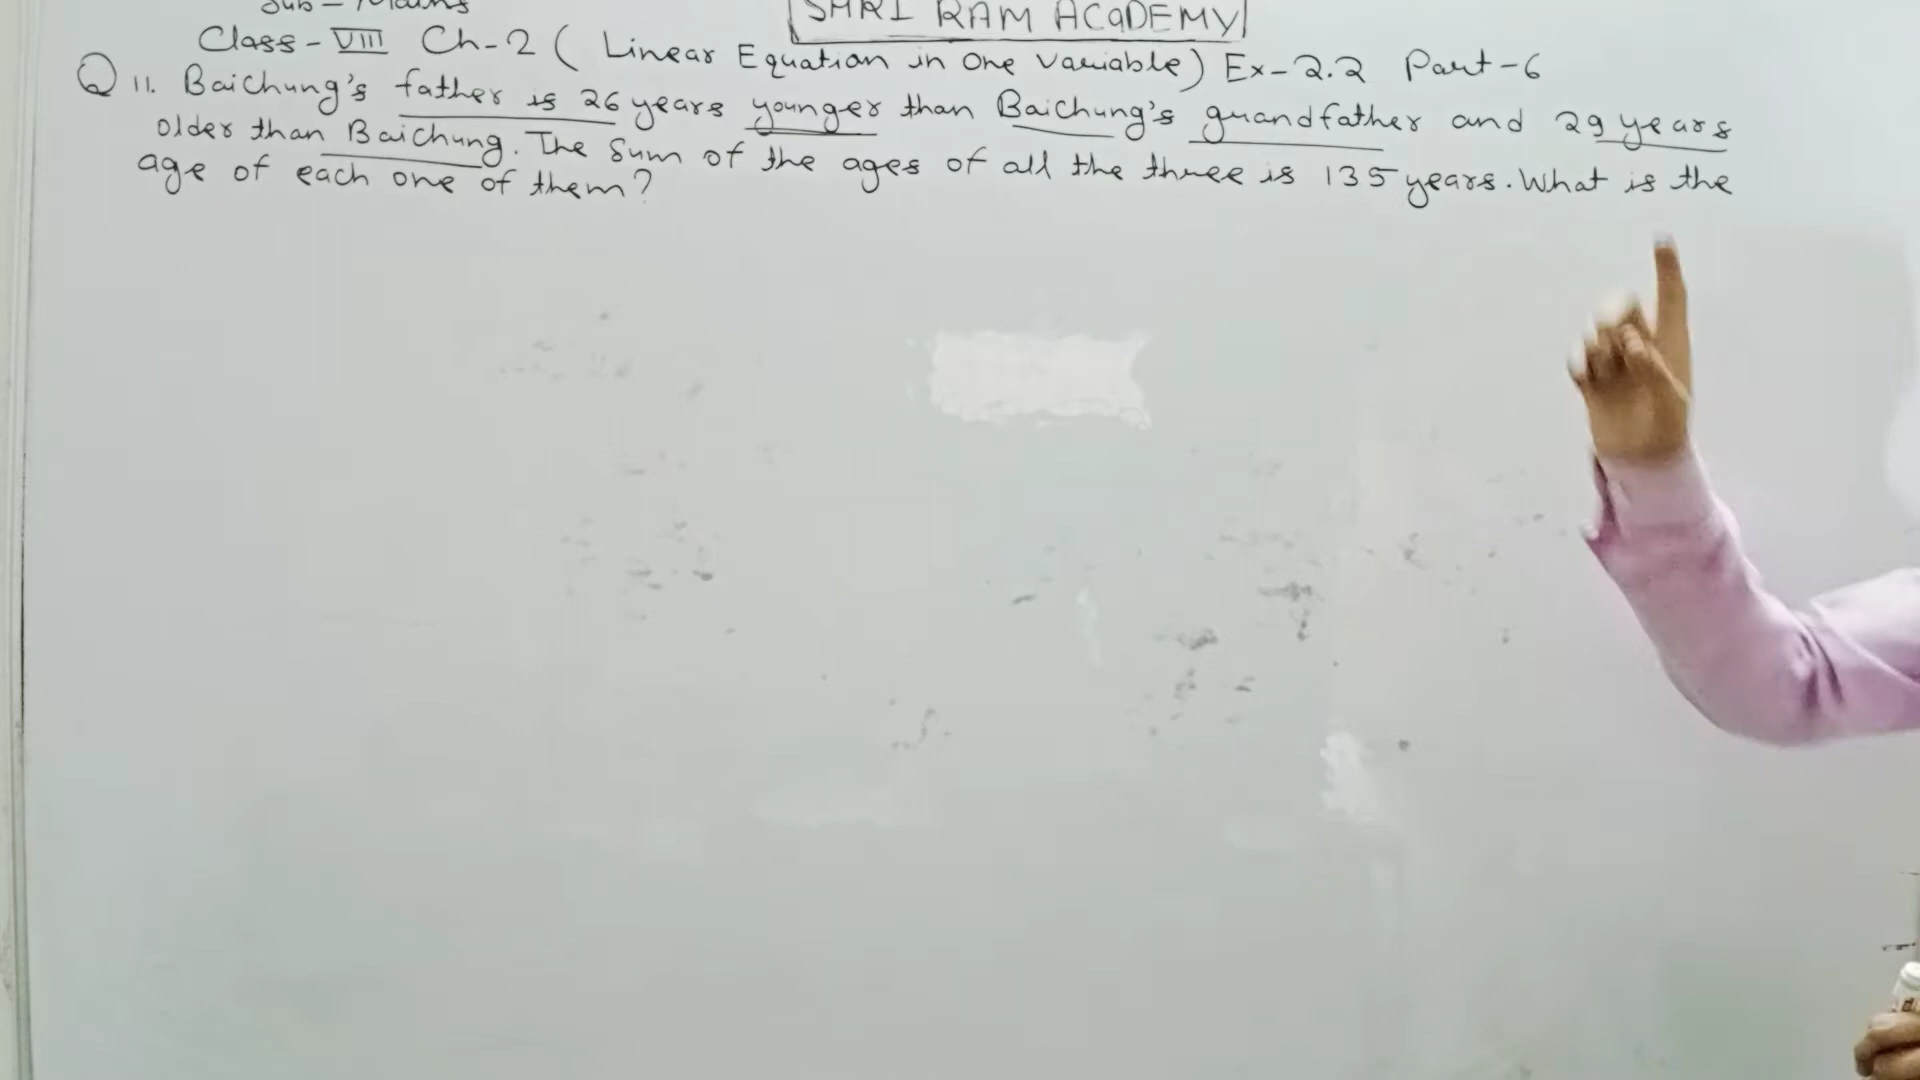 Sub - Maths
SHRI RAM ACADEMY
Class - VIII Ch-2 ( Linear Equation in One Variable) Ex-2.2 Part-6
Q 11. BaiChung's father is 26 years younger than BaiChung's grandfather and 29 years
older than BaiChung. The Sum of the ages of all the three is 135 years. What is the
age of each one of them?